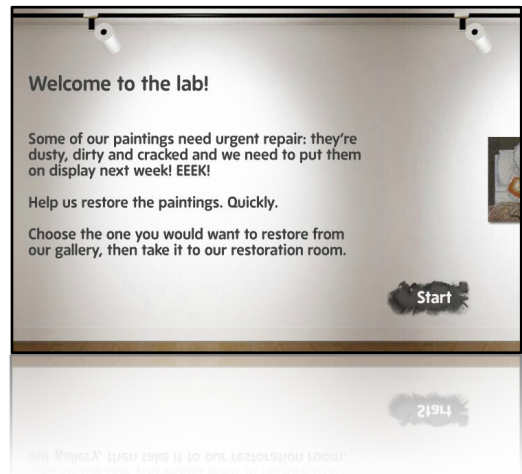 Welcome to the lab!
Some of our paintings need urgent repair: they're
dusty, dirty and cracked and we need to put them
on display next week! EEEK!
Help us restore the paintings. Quickly.
Choose the one you would want to restore from
our gallery, then take it to our restoration room.
Start